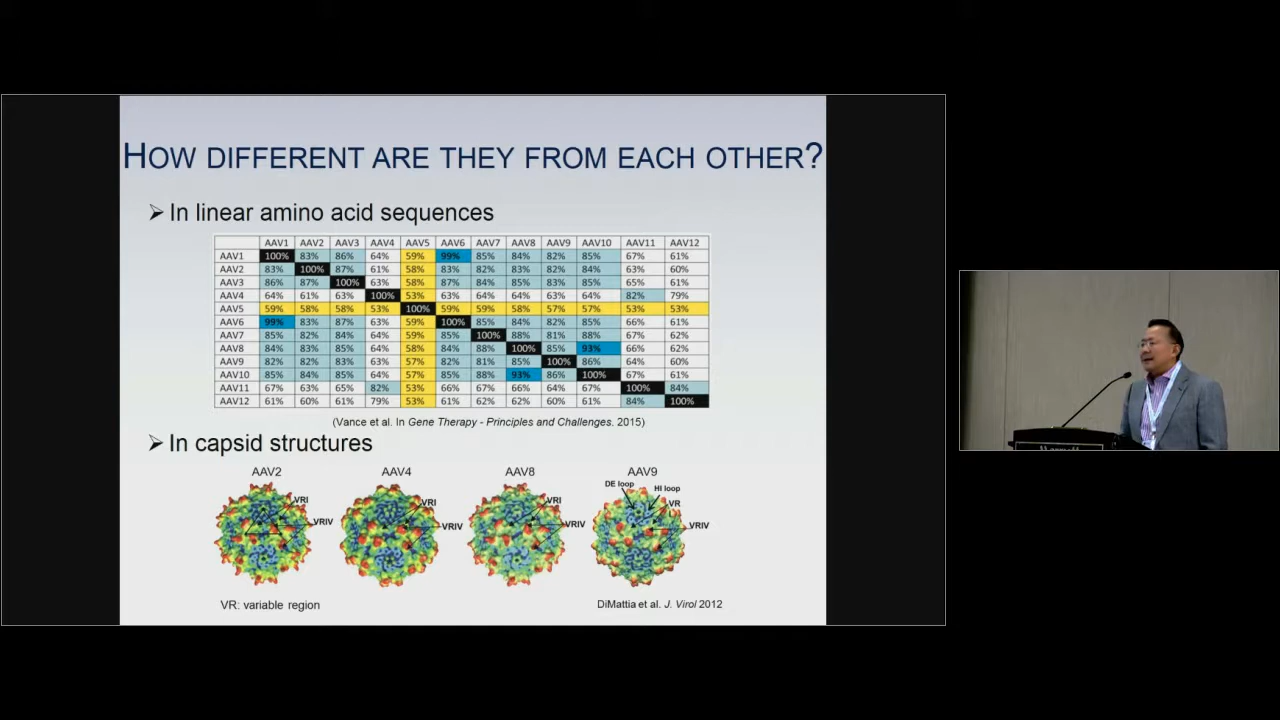 HOW DIFFERENT ARE THEY FROM EACH OTHER?
➢ In linear amino acid sequences
AAV1 AAV2 AAV3 AAV4 AAV5 AAV6 AAV7 AAV8 AAV9 AAV10 AAV11 AAV12
AAV1 100% 83% 86% 64% 59% 99% 85% 84% 82% 85% 67% 61%
AAV2 83% 100% 87% 61% 58% 83% 82% 83% 82% 84% 63% 60%
AAV3 86% 87% 100% 63% 58% 87% 84% 85% 83% 85% 65% 61%
AAV4 64% 61% 63% 100% 53% 63% 64% 64% 63% 64% 82% 79%
AAV5 59% 58% 58% 53% 100% 59% 59% 58% 57% 57% 53% 53%
AAV6 99% 83% 87% 63% 59% 100% 85% 84% 82% 85% 66% 61%
AAV7 85% 82% 84% 64% 59% 85% 100% 88% 81% 88% 67% 62%
AAV8 84% 83% 85% 64% 58% 84% 88% 100% 85% 93% 66% 62%
AAV9 82% 82% 83% 63% 57% 82% 81% 85% 100% 86% 64% 60%
AAV10 85% 84% 85% 64% 57% 85% 88% 93% 86% 100% 67% 61%
AAV11 67% 63% 65% 82% 53% 66% 67% 66% 64% 67% 100% 84%
AAV12 61% 60% 61% 79% 53% 61% 62% 62% 60% 61% 84% 100%
(Vance et al. In Gene Therapy - Principles and Challenges. 2015)
➢ In capsid structures
AAV2 AAV4 AAV8 AAV9
DE loop HI loop
VRI VRI VRI VR
VRIV VRIV VRIV VRIV
VR: variable region
DiMattia et al. J. Virol 2012